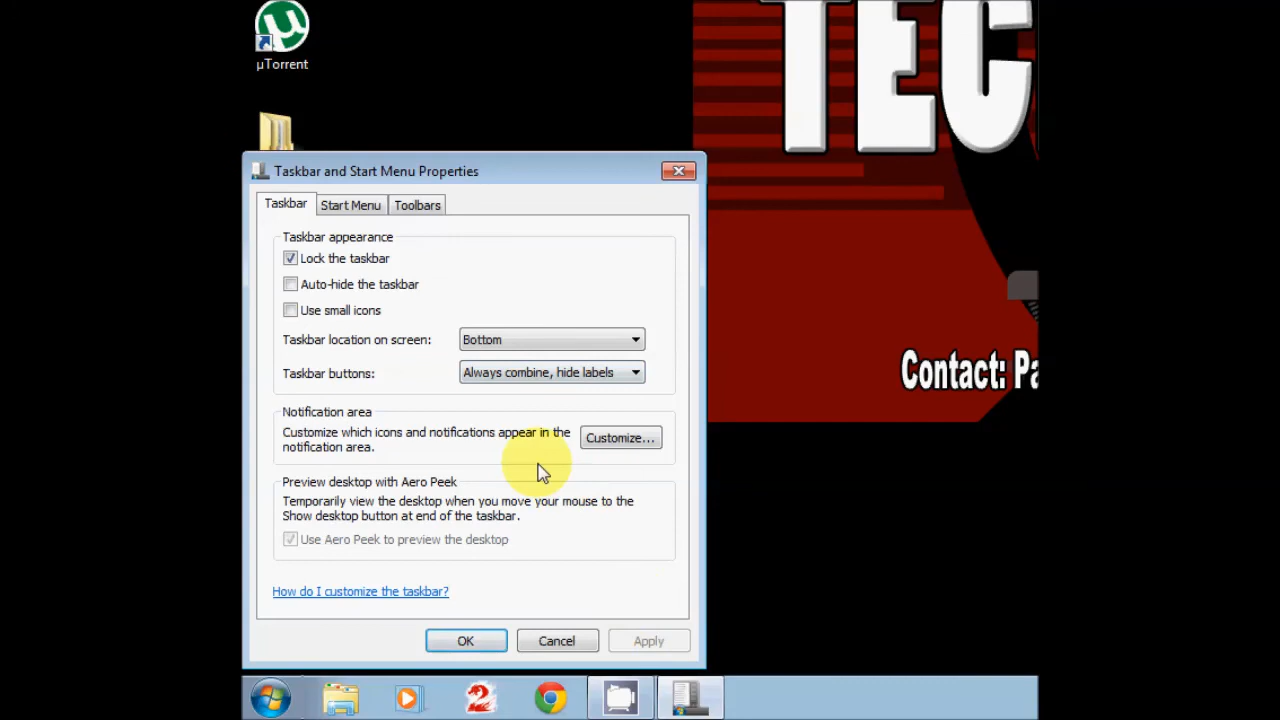 µTorrent
TEC
Taskbar and Start Menu Properties
Taskbar
Start Menu
Toolbars
Taskbar appearance
Lock the taskbar
Auto-hide the taskbar
Use small icons
Taskbar location on screen:
Bottom
Taskbar buttons:
Always combine, hide labels
Contact: Pa
Notification area
Customize which icons and notifications appear in the
notification area.
Customize...
Preview desktop with Aero Peek
Temporarily view the desktop when you move your mouse to the
Show desktop button at end of the taskbar.
Use Aero Peek to preview the desktop
How do I customize the taskbar?
OK
Cancel
Apply
2